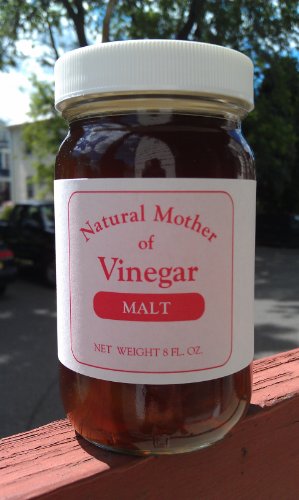 Natural Mother
of
Vinegar
MALT
NET WEIGHT 8 FL. OZ.